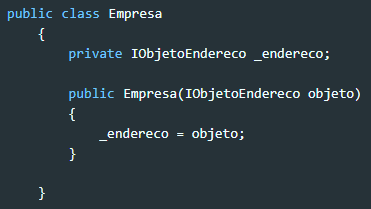 public class Empresa
{
private IObjetoEndereco _endereco;
public Empresa(IObjetoEndereco objeto)
{
_endereco = objeto;
}
}